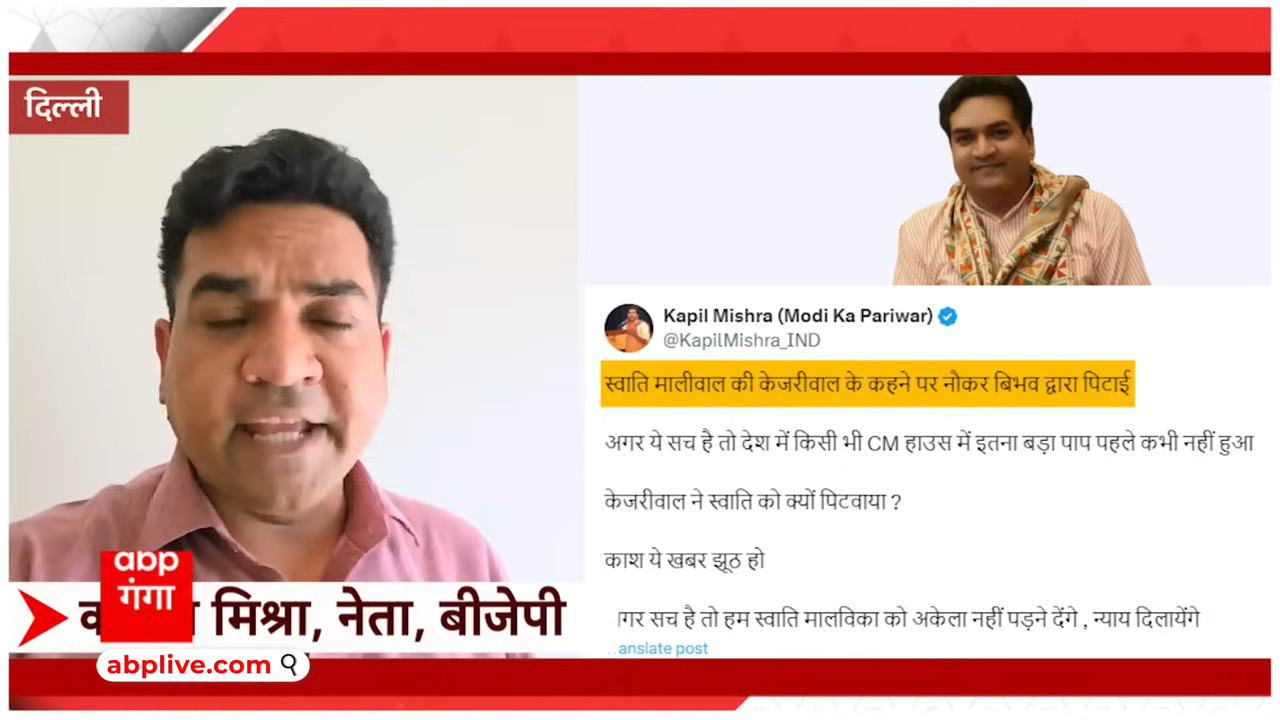 दिल्ली
Kapil Mishra (Modi Ka Pariwar)
@KapilMishra_IND
स्वाति मालीवाल की केजरीवाल के कहने पर नौकर बिभव द्वारा पिटाई
अगर ये सच है तो देश में किसी भी CM हाउस में इतना बड़ा पाप पहले कभी नहीं हुआ
केजरीवाल ने स्वाति को क्यों पिटवाया ?
काश ये खबर झूठ हो
सच है तो हम स्वाति मालविका को अकेला नहीं पड़ने देंगे , न्याय दिलायेंगे
anslate post
abp
गंगा
मिश्रा, नेता, बीजेपी
abplive.com